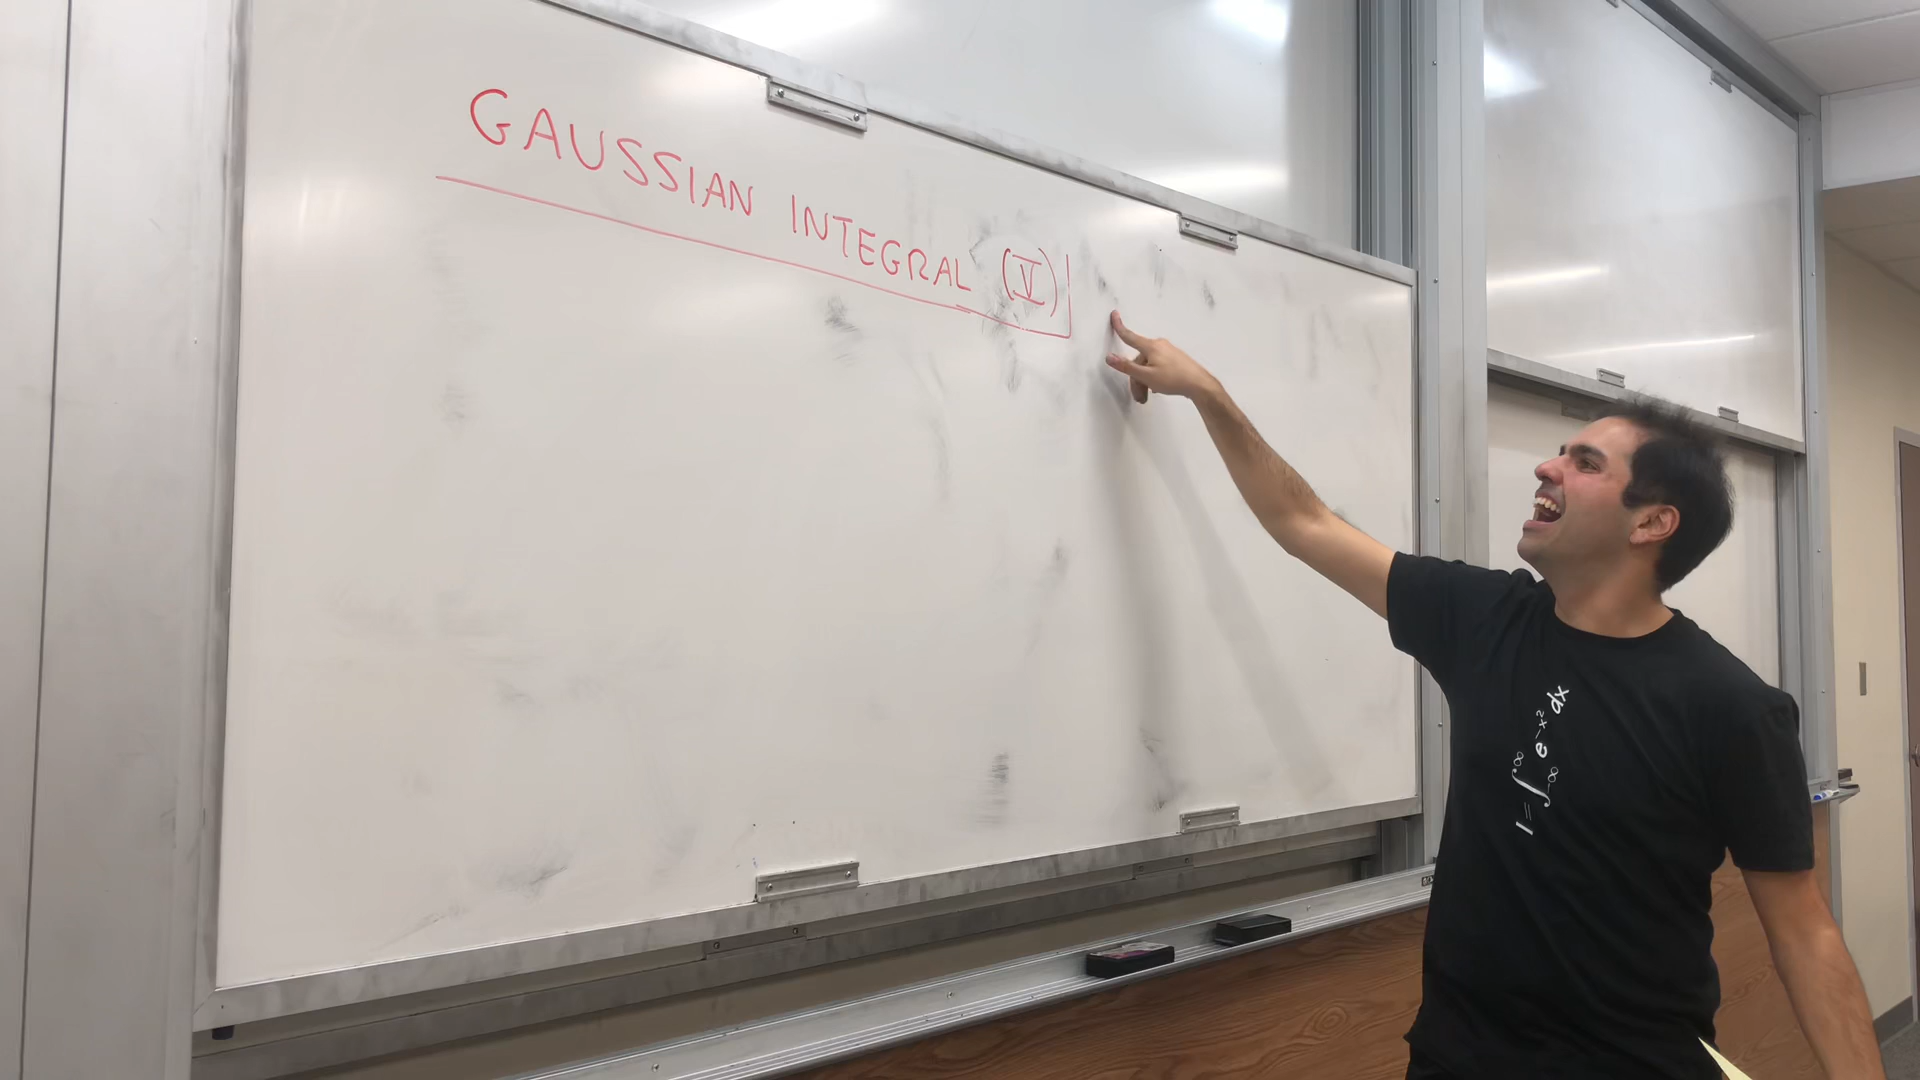 GAUSSIAN INTEGRAL (V)
I = ∫_{-∞}^{∞} e^{-x²} dx